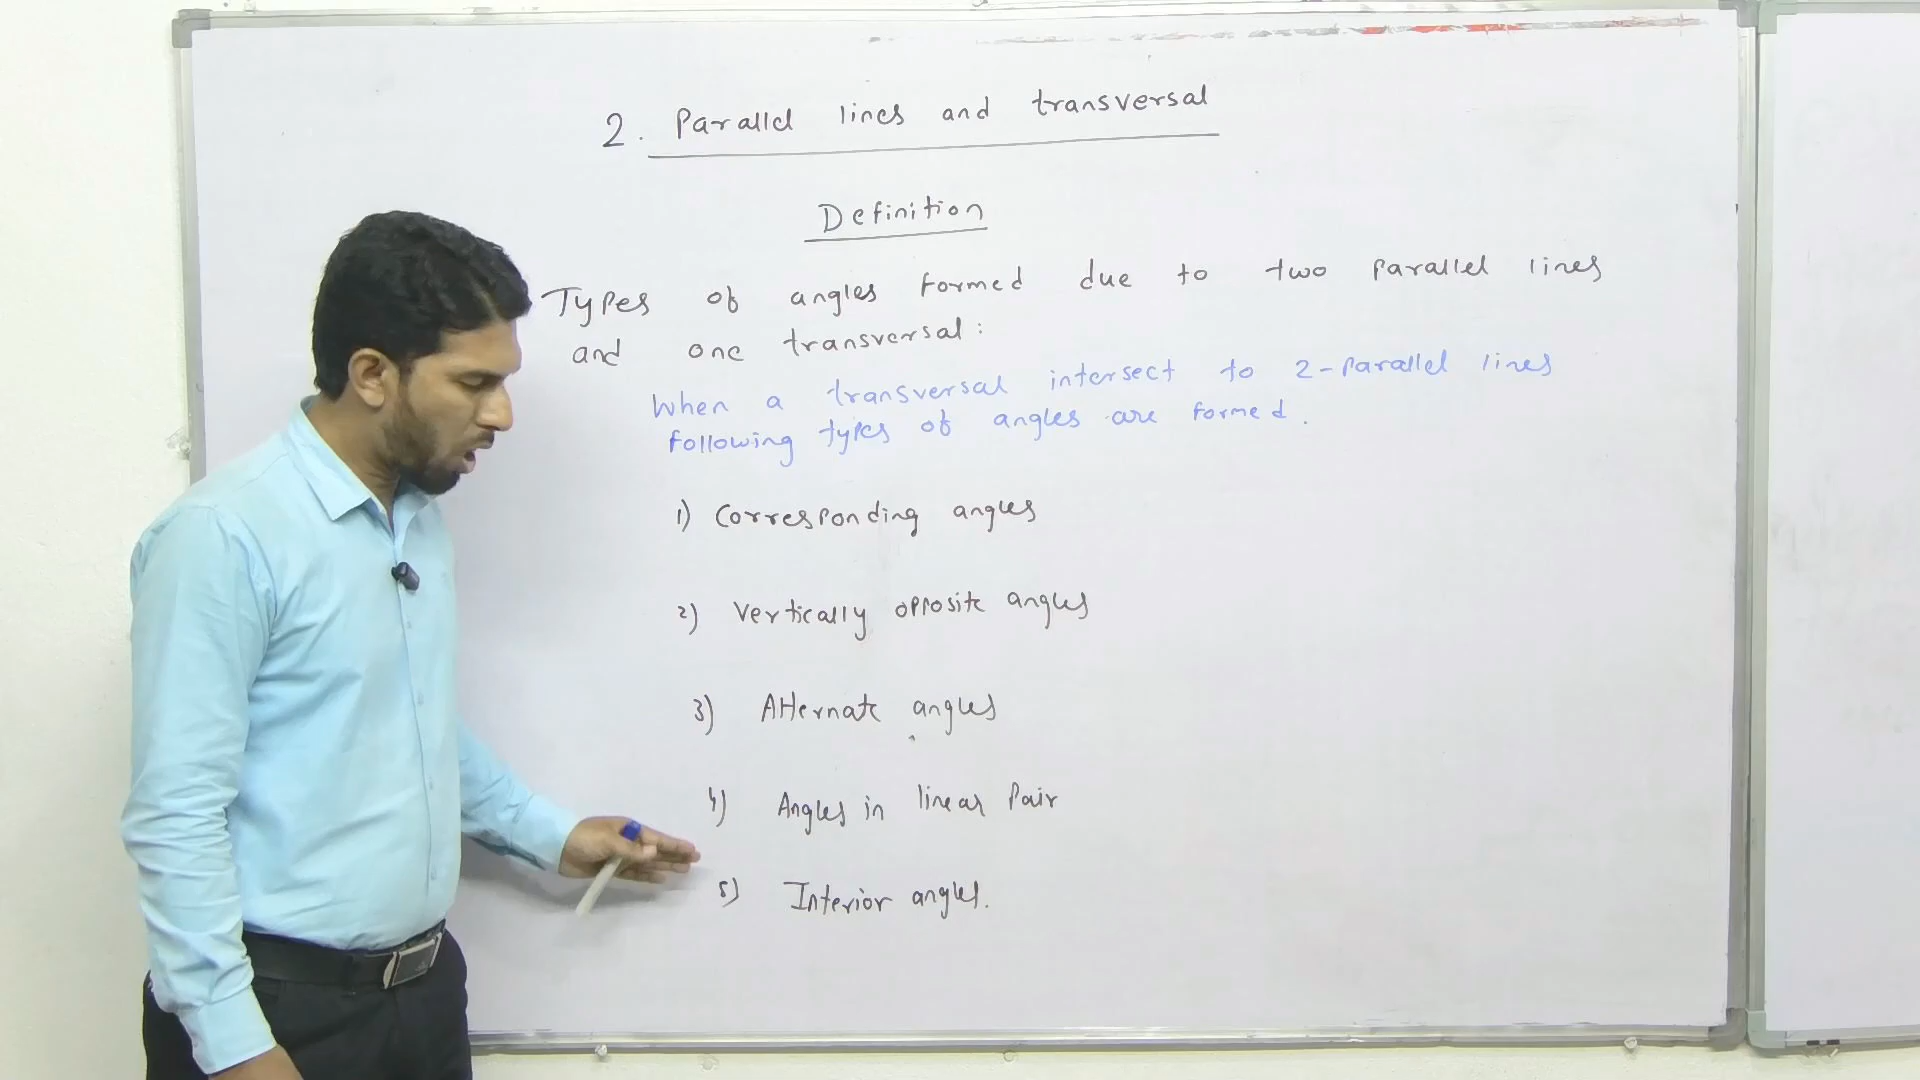 2. Parallel lines and transversal
Definition
Types of angles formed due to two parallel lines
and one transversal:
When a transversal intersect to 2-parallel lines
following types of angles are formed.
1) Corresponding angles
2) Vertically opposite angles
3) Alternate angles
4) Angles in linear pair
5) Interior angles.